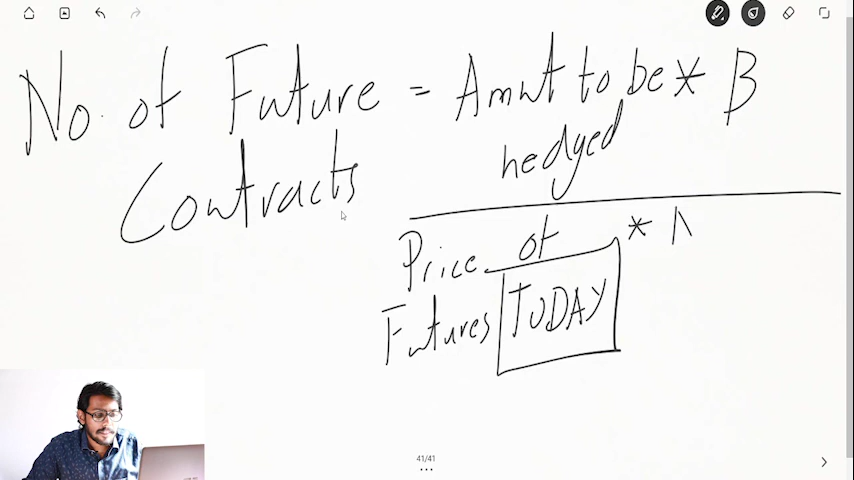 No. of Future = Amnt to be * β
Contracts hedged
Price of *
Futures TODAY
41/41